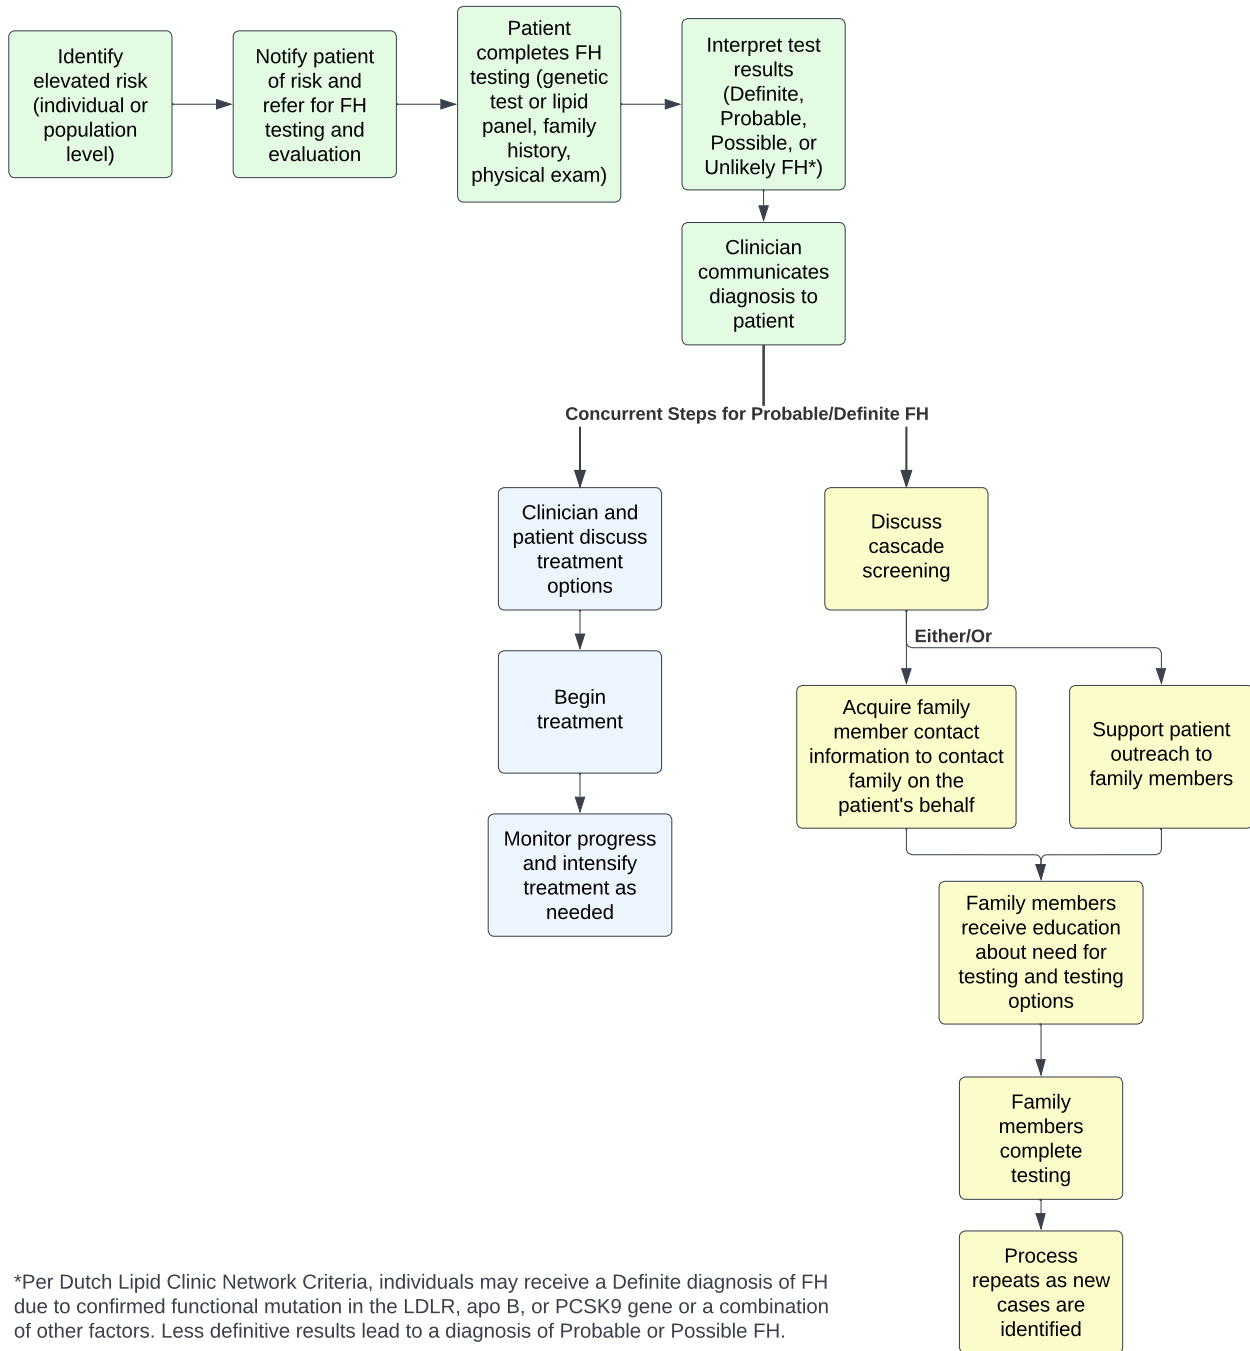 Identify
elevated risk
(individual or
population
level)
Notify patient
of risk and
refer for FH
testing and
evaluation
Patient
completes FH
testing (genetic
test or lipid
panel, family
history,
physical exam)
Interpret test
results
(Definite,
Probable,
Possible, or
Unlikely FH*)
Clinician
communicates
diagnosis to
patient
Concurrent Steps for Probable/Definite FH
Clinician and
patient discuss
treatment
options
Begin
treatment
Monitor progress
and intensify
treatment as
needed
Discuss
cascade
screening
Either/Or
Acquire family
member contact
information to contact
family on the
patient's behalf
Support patient
outreach to
family members
Family members
receive education
about need for
testing and testing
options
Family
members
complete
testing
Process
repeats as new
cases are
identified
*Per Dutch Lipid Clinic Network Criteria, individuals may receive a Definite diagnosis of FH
due to confirmed functional mutation in the LDLR, apo B, or PCSK9 gene or a combination
of other factors. Less definitive results lead to a diagnosis of Probable or Possible FH.